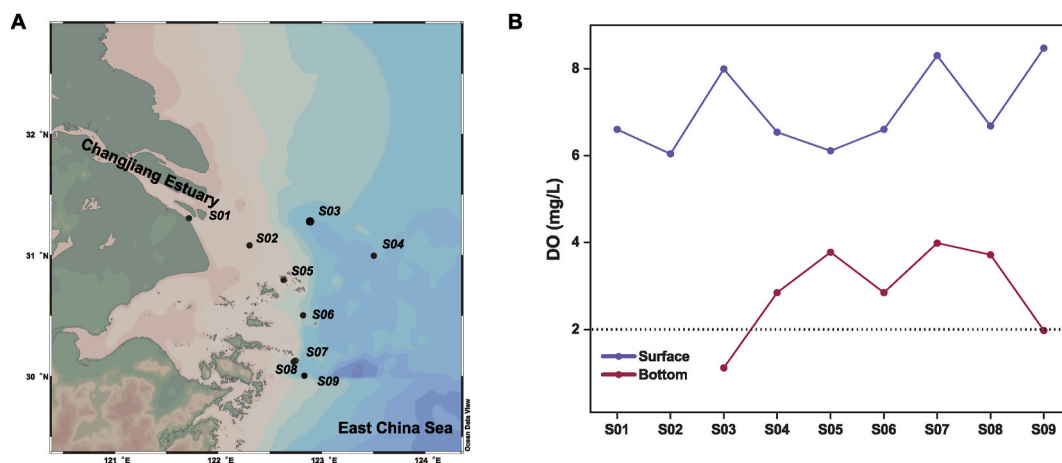 A
B
32 °N
31 °N
30 °N
121 °E
122 °E
123 °E
124 °E
Changjiang Estuary
S01
S02
S03
S04
S05
S06
S07
S08
S09
East China Sea
Ocean Data View
DO (mg/L)
8
6
4
2
Surface
Bottom
S01 S02 S03 S04 S05 S06 S07 S08 S09